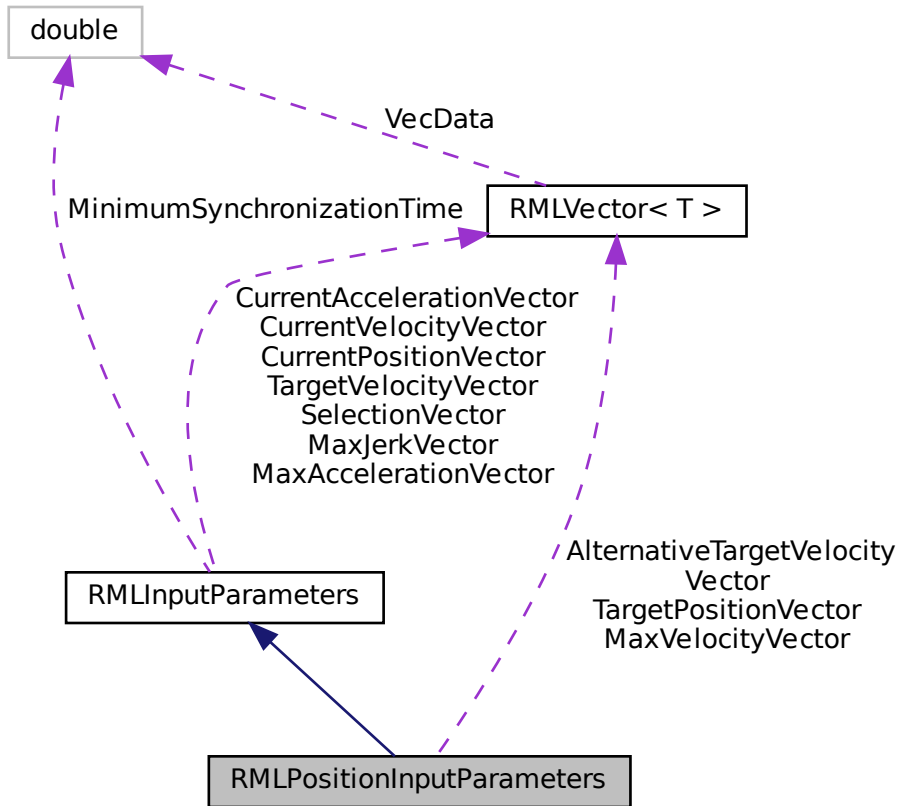 double
VecData
MinimumSynchronizationTime
RMLVector< T >
CurrentAccelerationVector
CurrentVelocityVector
CurrentPositionVector
TargetVelocityVector
SelectionVector
MaxJerkVector
MaxAccelerationVector
AlternativeTargetVelocity
Vector
TargetPositionVector
MaxVelocityVector
RMLInputParameters
RMLPositionInputParameters